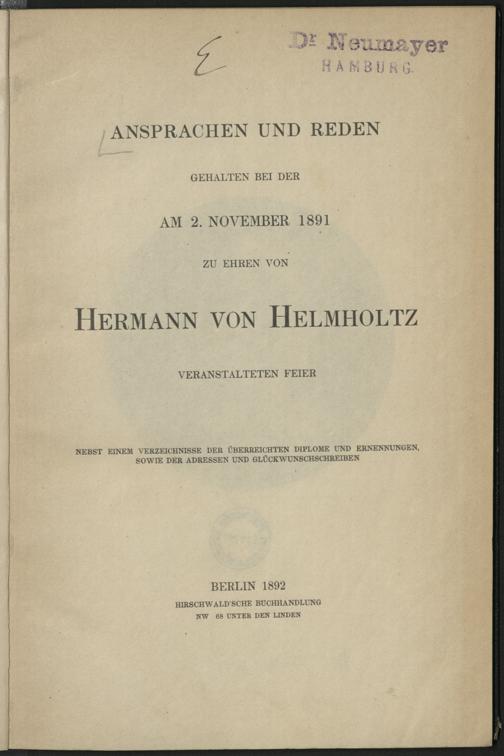 Dr Neumayer
HAMBURG.
ANSPRACHEN UND REDEN
GEHALTEN BEI DER
AM 2. NOVEMBER 1891
ZU EHREN VON
HERMANN VON HELMHOLTZ
VERANSTALTETEN FEIER
NEBST EINEM VERZEICHNISSE DER ÜBERREICHTEN DIPLOME UND ERNENNUNGEN,
SOWIE DER ADRESSEN UND GLÜCKWUNSCHSCHREIBEN
BERLIN 1892
HIRSCHWALD'SCHE BUCHHANDLUNG
NW 68 UNTER DEN LINDEN